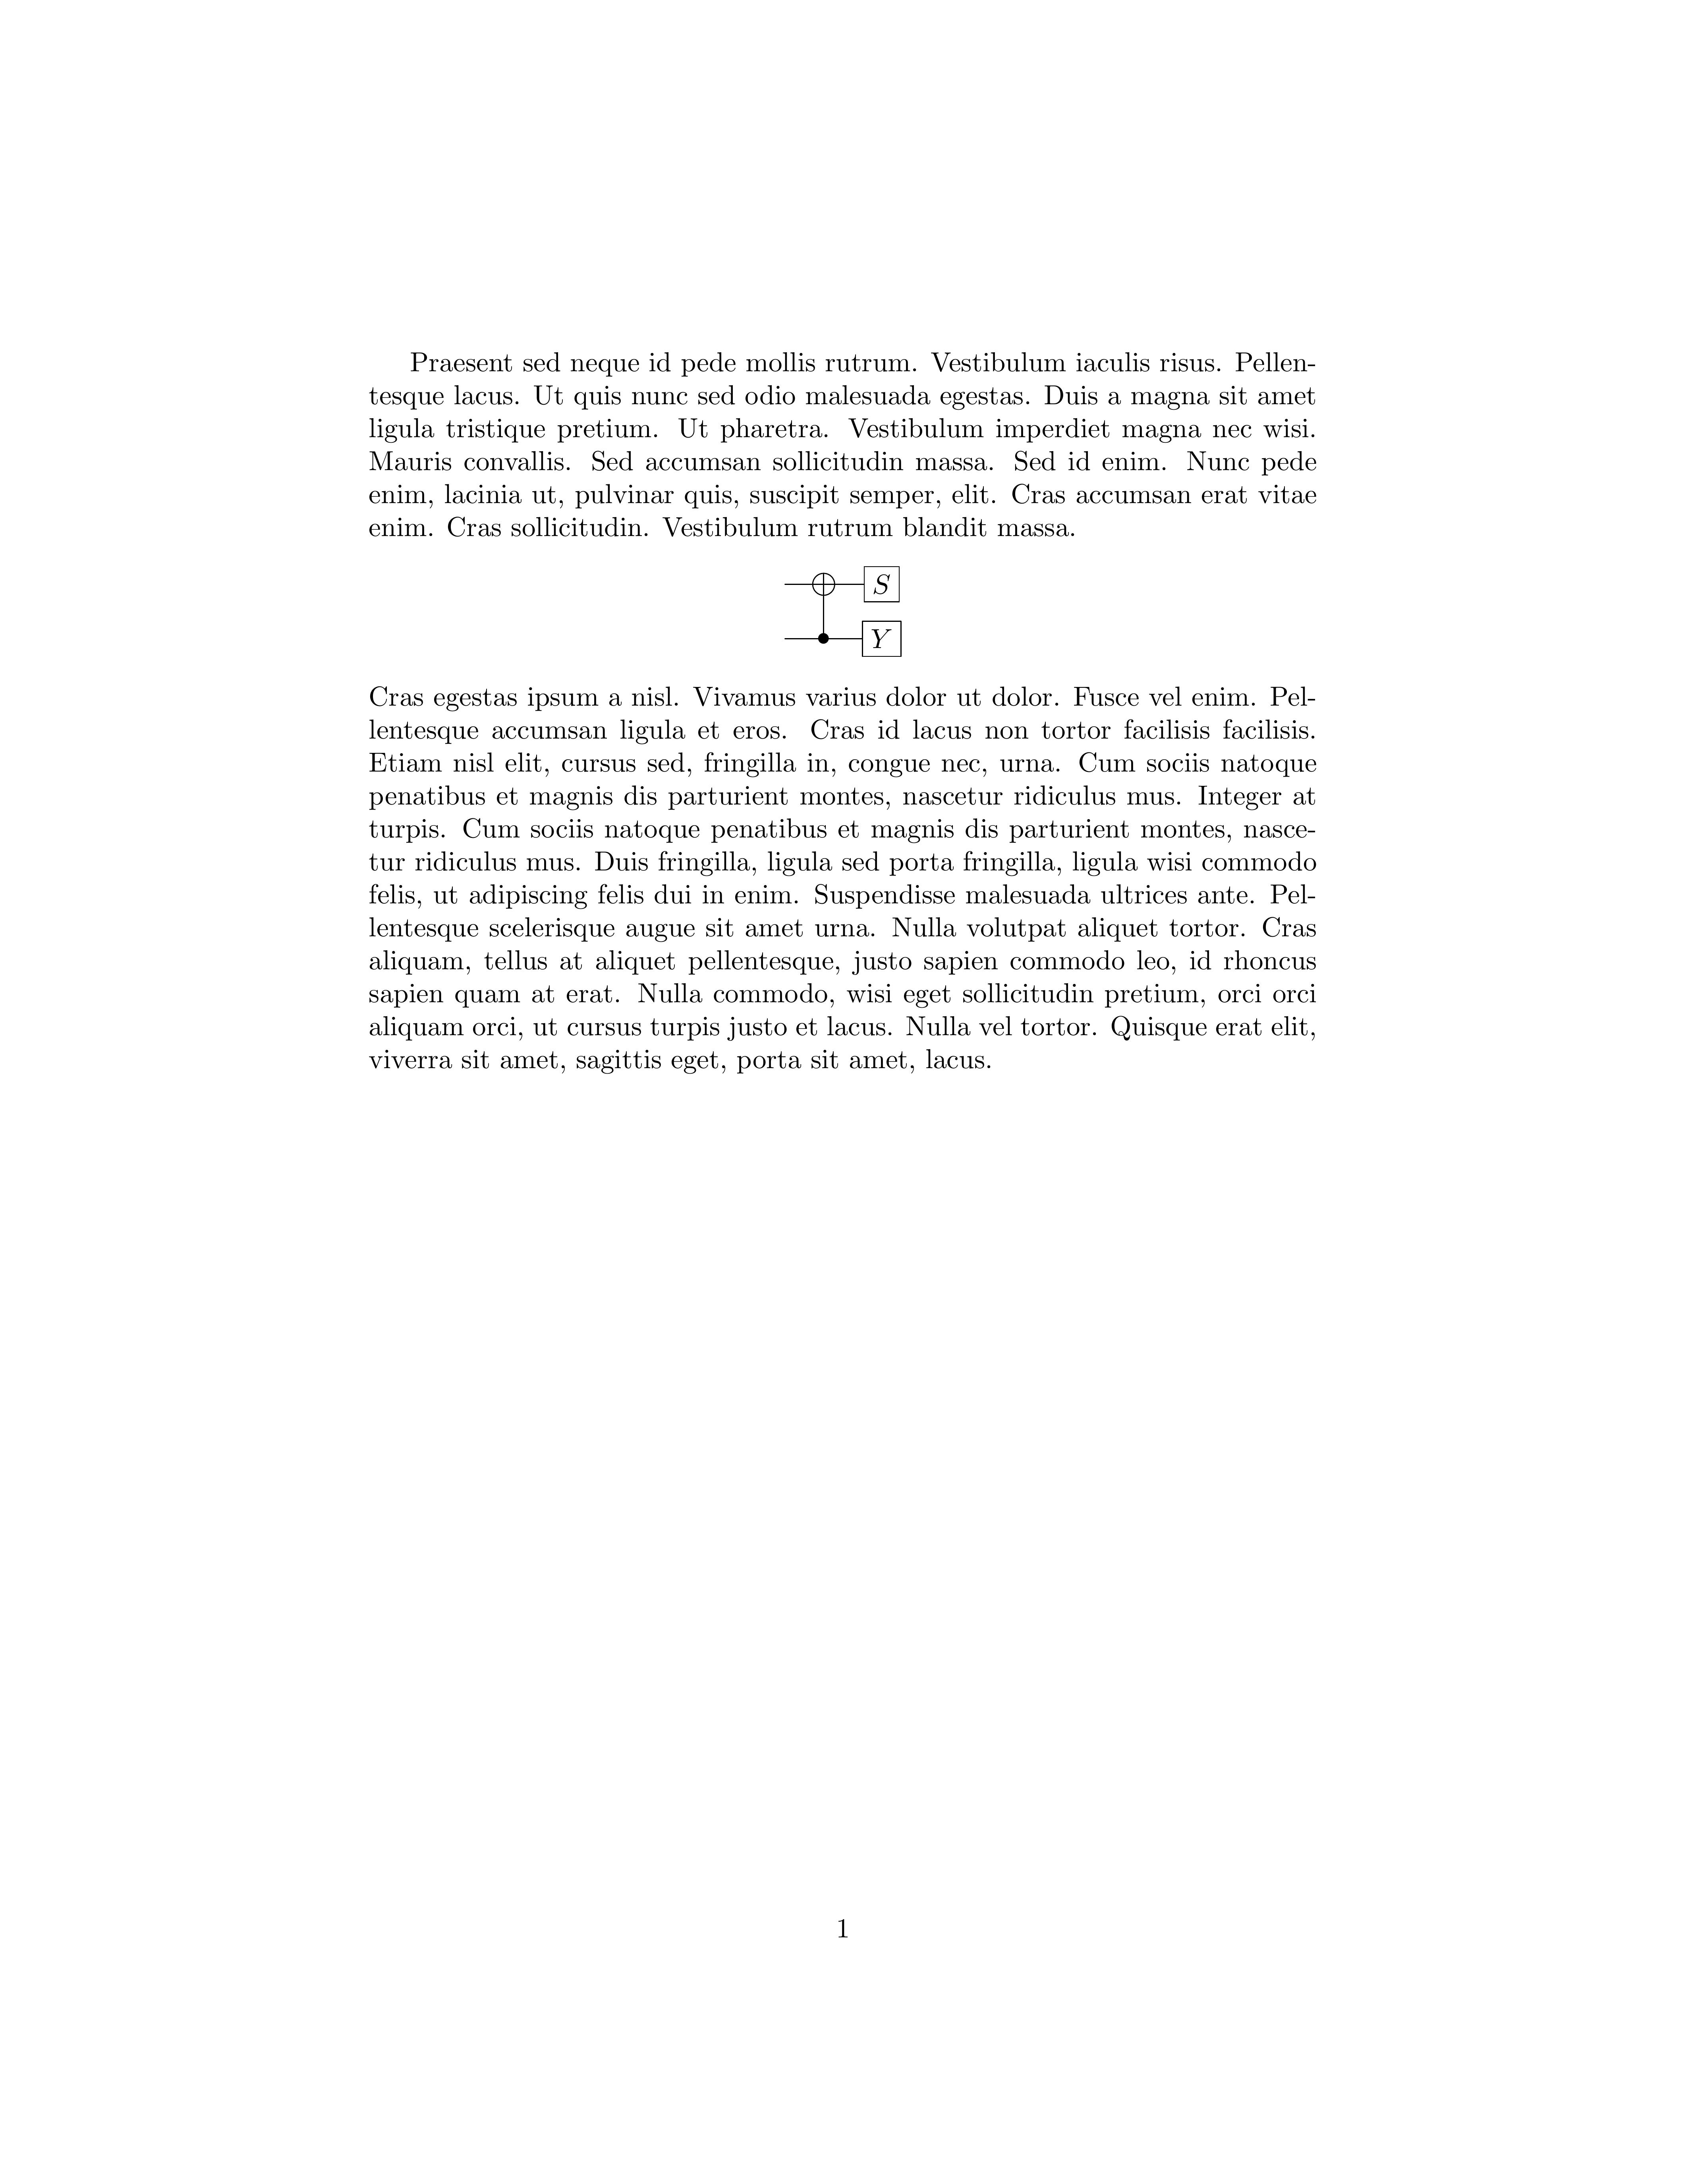 Praesent sed neque id pede mollis rutrum. Vestibulum iaculis risus. Pellen-
tesque lacus. Ut quis nunc sed odio malesuada egestas. Duis a magna sit amet
ligula tristique pretium. Ut pharetra. Vestibulum imperdiet magna nec wisi.
Mauris convallis. Sed accumsan sollicitudin massa. Sed id enim. Nunc pede
enim, lacinia ut, pulvinar quis, suscipit semper, elit. Cras accumsan erat vitae
enim. Cras sollicitudin. Vestibulum rutrum blandit massa.
S
Y
Cras egestas ipsum a nisl. Vivamus varius dolor ut dolor. Fusce vel enim. Pel-
lentesque accumsan ligula et eros. Cras id lacus non tortor facilisis facilisis.
Etiam nisl elit, cursus sed, fringilla in, congue nec, urna. Cum sociis natoque
penatibus et magnis dis parturient montes, nascetur ridiculus mus. Integer at
turpis. Cum sociis natoque penatibus et magnis dis parturient montes, nasce-
tur ridiculus mus. Duis fringilla, ligula sed porta fringilla, ligula wisi commodo
felis, ut adipiscing felis dui in enim. Suspendisse malesuada ultrices ante. Pel-
lentesque scelerisque augue sit amet urna. Nulla volutpat aliquet tortor. Cras
aliquam, tellus at aliquet pellentesque, justo sapien commodo leo, id rhoncus
sapien quam at erat. Nulla commodo, wisi eget sollicitudin pretium, orci orci
aliquam orci, ut cursus turpis justo et lacus. Nulla vel tortor. Quisque erat elit,
viverra sit amet, sagittis eget, porta sit amet, lacus.
1